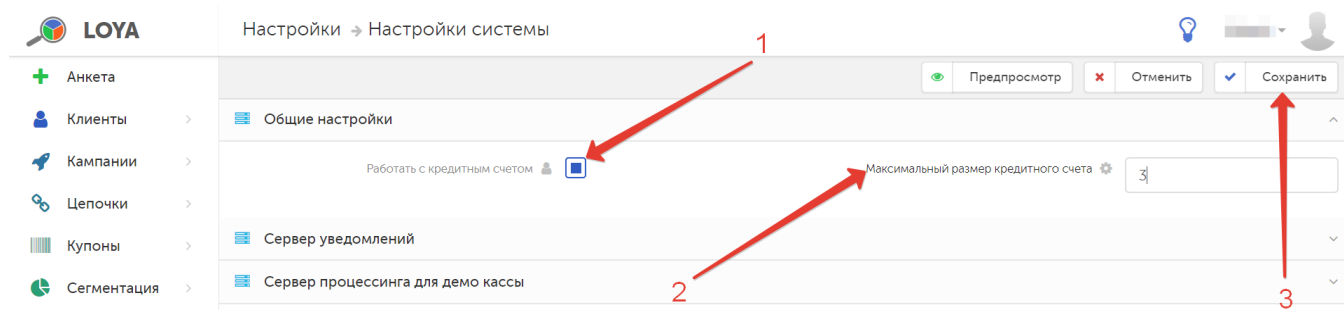 LOYA
Настройки → Настройки системы
1
Анкета
Предпросмотр
Отменить
Сохранить
Клиенты
Общие настройки
Кампании
Работать с кредитным счетом
Максимальный размер кредитного счета
3
Цепочки
Купоны
Сервер уведомлений
Сегментация
Сервер процессинга для демо кассы
2
3